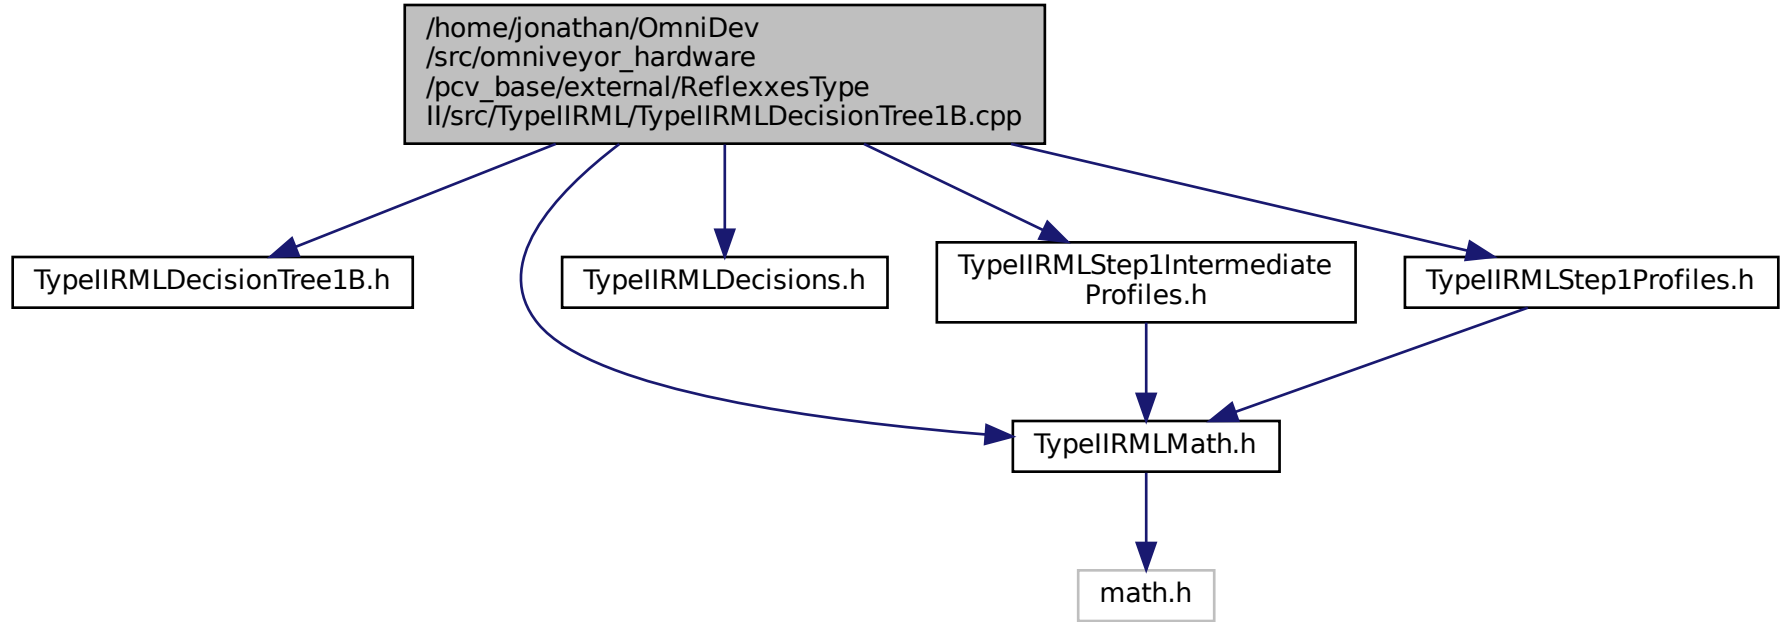 /home/jonathan/OmniDev
/src/omniveyor_hardware
/pcv_base/external/ReflexxesType
II/src/TypeIIRML/TypeIIRMLDecisionTree1B.cpp
TypeIIRMLDecisionTree1B.h
TypeIIRMLDecisions.h
TypeIIRMLStep1Intermediate
Profiles.h
TypeIIRMLStep1Profiles.h
TypeIIRMLMath.h
math.h